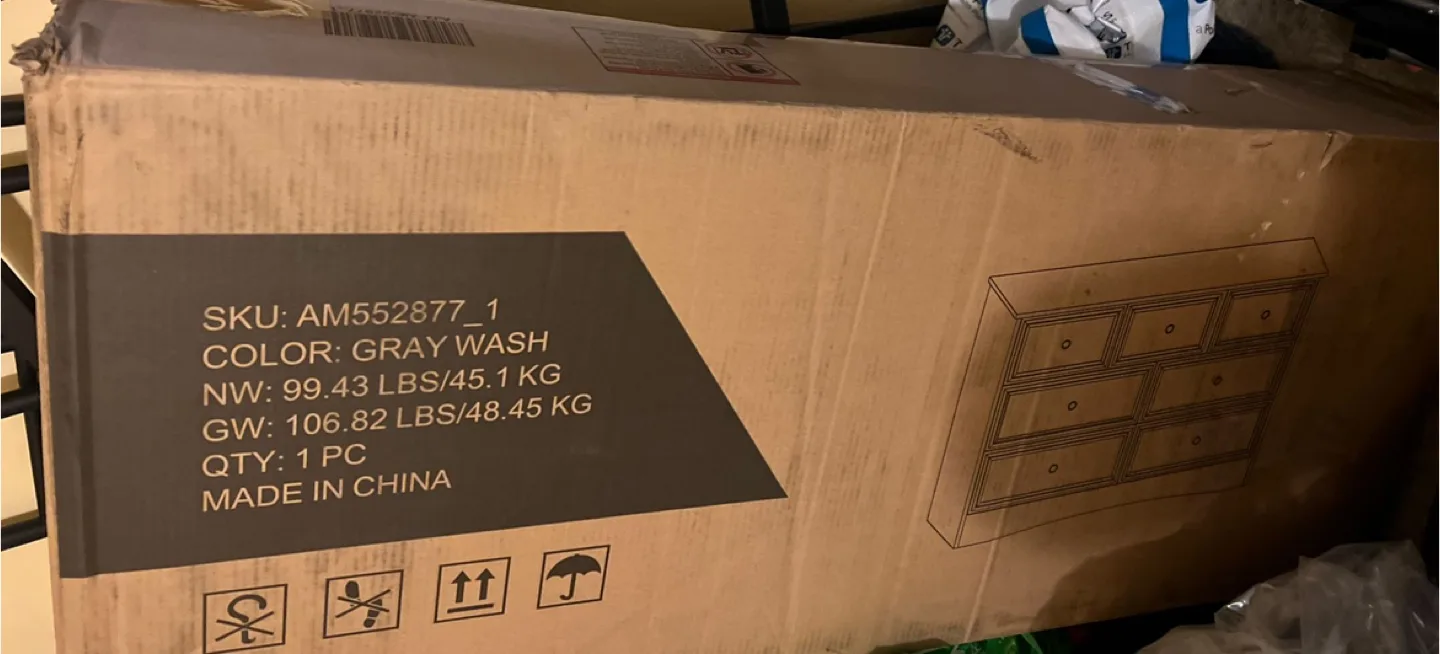 SKU: AM552877_1
COLOR: GRAY WASH
NW: 99.43 LBS/45.1 KG
GW: 106.82 LBS/48.45 KG
QTY: 1 PC
MADE IN CHINA